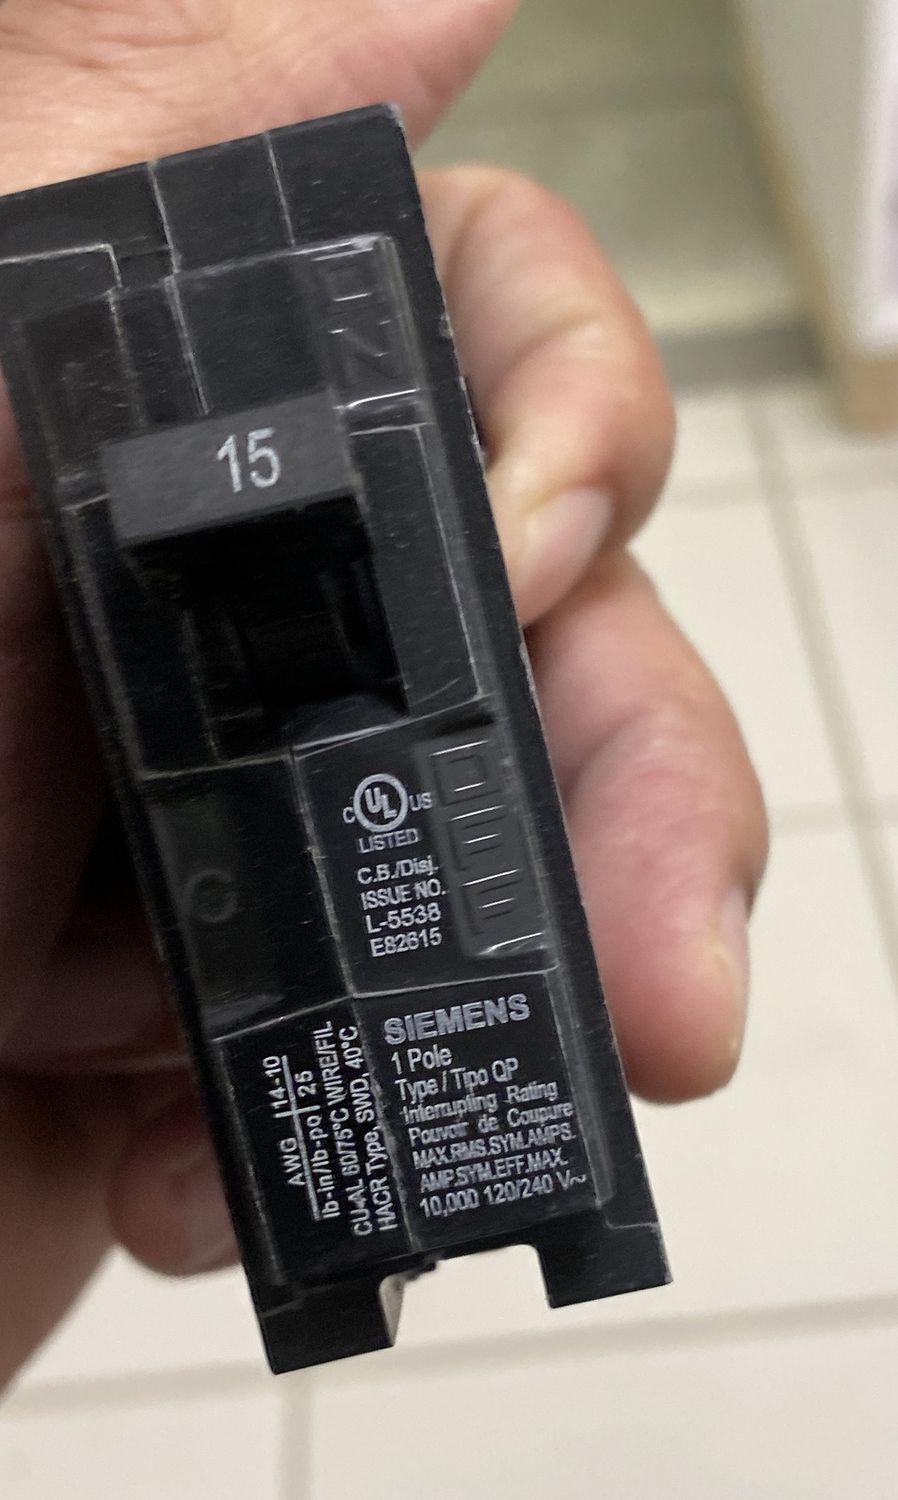 ON
15
OFF
C UL US
LISTED
C.B./Disj.
ISSUE NO.
L-5538
E82615
SIEMENS
1 Pole
Type / Tipo QP
Interrupting Rating
Pouvoir de Coupure
MAX.RMS.SYM.AMPS.
AMP.SYM.EFF.MAX.
10,000 120/240 V~
AWG 14-10
lb-in/lb-po 25
CU-AL 60/75°C WIRE/FIL
HACR Type, SWD, 40°C